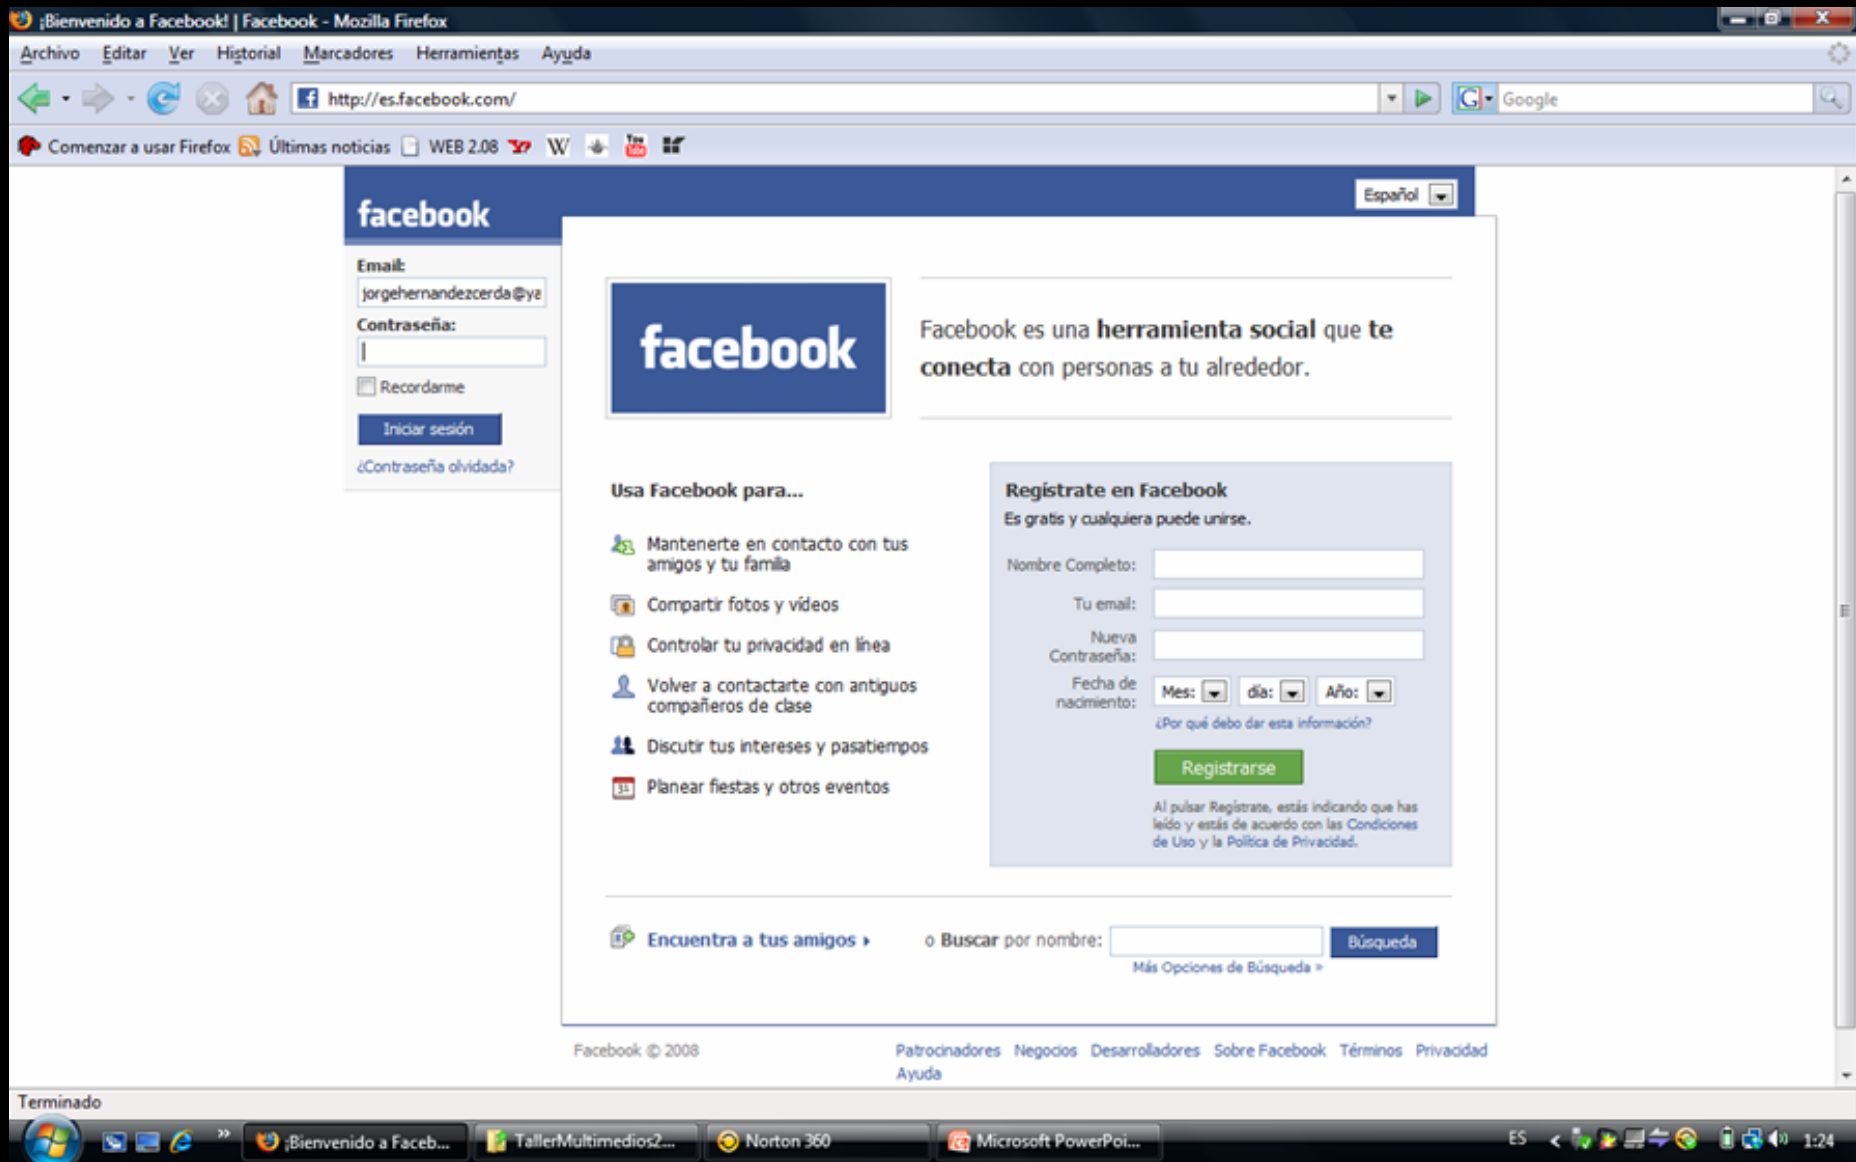 ¡Bienvenido a Facebook! | Facebook - Mozilla Firefox
Archivo Editar Ver Historial Marcadores Herramientas Ayuda
http://es.facebook.com/
G Google
Comenzar a usar Firefox Últimas noticias WEB 2.08 Y? W You Tube
facebook
Español
Email:
jorgehernandezcerda@ya
Contraseña:
Recordarme
Iniciar sesión
¿Contraseña olvidada?
facebook
Facebook es una herramienta social que te
conecta con personas a tu alrededor.
Usa Facebook para...
Mantenerte en contacto con tus
amigos y tu familia
Compartir fotos y vídeos
Controlar tu privacidad en línea
Volver a contactarte con antiguos
compañeros de clase
Discutir tus intereses y pasatiempos
31 Planear fiestas y otros eventos
Regístrate en Facebook
Es gratis y cualquiera puede unirse.
Nombre Completo:
Tu email:
Nueva
Contraseña:
Fecha de
nacimiento:
Mes: día: Año:
¿Por qué debo dar esta información?
Registrarse
Al pulsar Regístrate, estás indicando que has
leído y estás de acuerdo con las Condiciones
de Uso y la Política de Privacidad.
Encuentra a tus amigos
o Buscar por nombre:
Búsqueda
Más Opciones de Búsqueda »
Facebook © 2008
Patrocinadores Negocios Desarrolladores Sobre Facebook Términos Privacidad
Ayuda
Terminado
¡Bienvenido a Faceb... TallerMultimedios2... Norton 360 Microsoft PowerPoi... ES 1:24